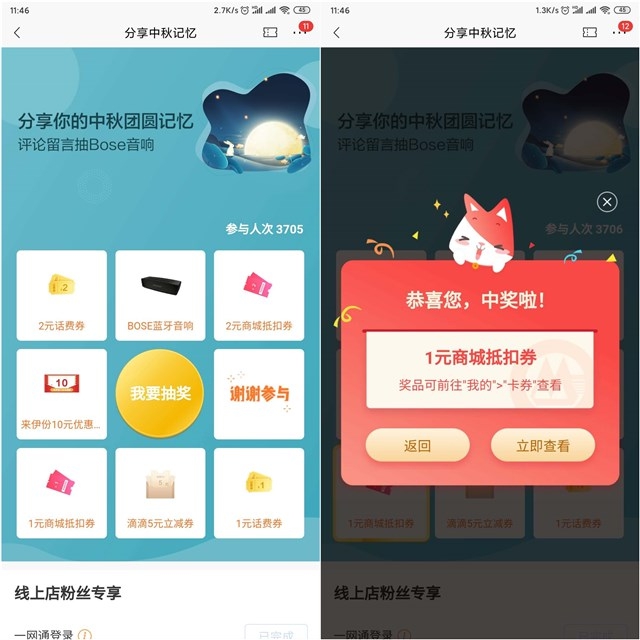 11:46
2.7K/s
45
分享中秋记忆
11
分享你的中秋团圆记忆
评论留言抽Bose音响
参与人次 3705
2
2元话费券
BOSE蓝牙音响
2元商城抵扣券
10
来伊份10元优惠...
我要抽奖
谢谢参与
1元商城抵扣券
5
滴滴5元立减券
1
1元话费券
线上店粉丝专享
一网通登录
已完成
11:46
1.3K/s
45
分享中秋记忆
12
分享你的中秋团圆记忆
评论留言抽Bose音响
参与人次 3706
恭喜您，中奖啦！
1元商城抵扣券
奖品可前往"我的">"卡券"查看
返回
立即查看
1元商城抵扣券
滴滴5元立减券
1元话费券
线上店粉丝专享
一网通登录